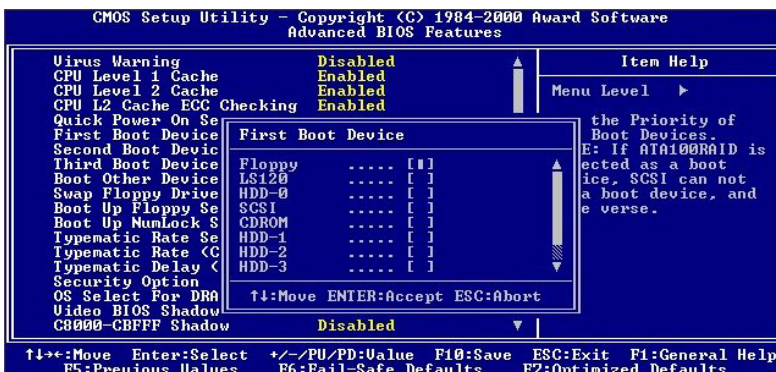 CMOS Setup Utility - Copyright (C) 1984-2000 Award Software
Advanced BIOS Features
Virus Warning Disabled
CPU Level 1 Cache Enabled
CPU Level 2 Cache Enabled
CPU L2 Cache ECC Checking Enabled
Quick Power On Se
First Boot Device
Second Boot Devic
Third Boot Device
Boot Other Device
Swap Floppy Drive
Boot Up Floppy Se
Boot Up NumLock S
Typematic Rate Se
Typematic Rate (C
Typematic Delay (
Security Option
OS Select For DRA
Video BIOS Shadow
C8000-CBFFF Shadow Disabled
First Boot Device
Floppy ..... [■]
LS120 ..... [ ]
HDD-0 ..... [ ]
SCSI ..... [ ]
CDROM ..... [ ]
HDD-1 ..... [ ]
HDD-2 ..... [ ]
HDD-3 ..... [ ]
↑↓:Move ENTER:Accept ESC:Abort
Item Help
Menu Level ▶
the Priority of
Boot Devices.
E: If ATA100RAID is
ected as a boot
ice, SCSI can not
a boot device, and
e verse.
↑↓→←:Move Enter:Select +/-/PU/PD:Value F10:Save ESC:Exit F1:General Help
F5:Previous Values F6:Fail-Safe Defaults F7:Optimized Defaults